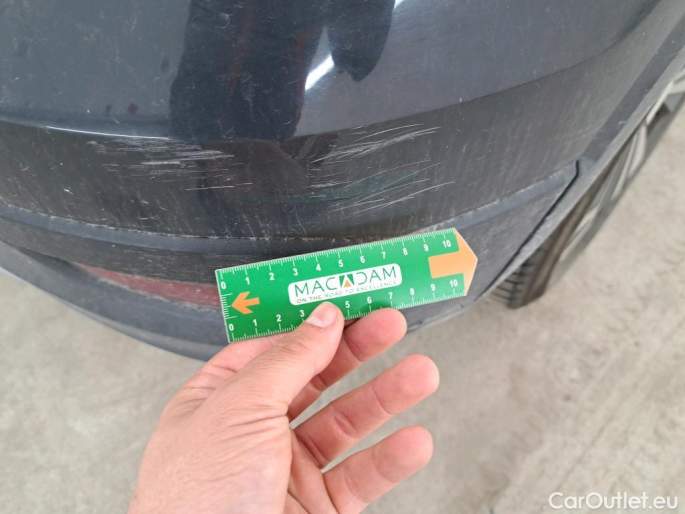 0 1 2 3 4 5 6 7 8 9 10
MACADAM
ON THE ROAD TO EXCELLENCE
0 1 2 3 5 6 7 8 9 10
CarOutlet.eu